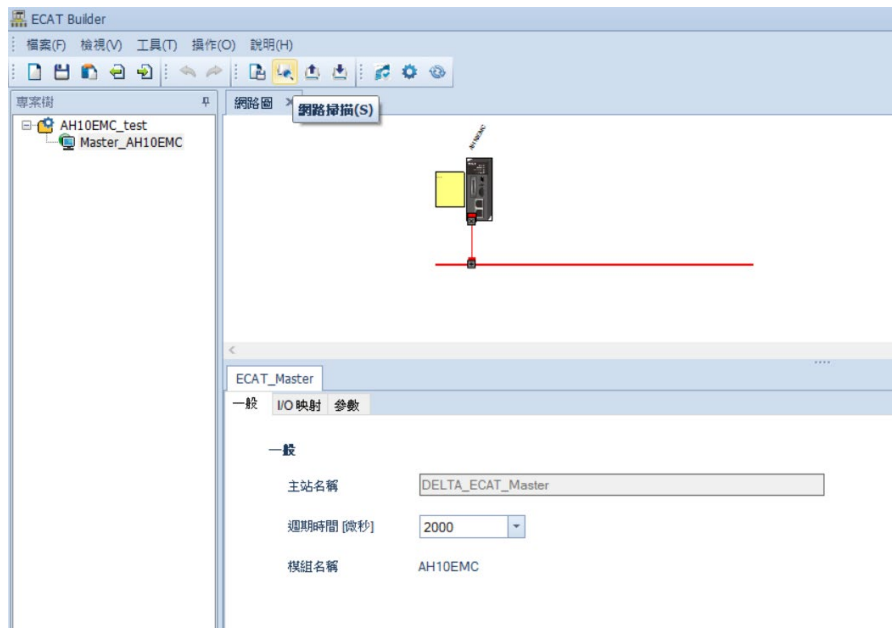 ECAT Builder
檔案(F) 檢視(V) 工具(T) 操作(O) 說明(H)
專案樹
網路圖
網路掃描(S)
AH10EMC_test
Master_AH10EMC
AH10EMC
ECAT_Master
一般 I/O 映射 參數
一般
主站名稱 DELTA_ECAT_Master
週期時間 [微秒] 2000
模組名稱 AH10EMC